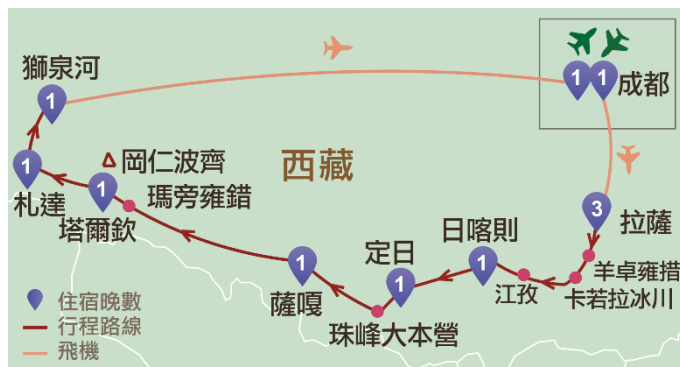 獅泉河
1
1
1
成都
岡仁波齊
西藏
1
札達
1
瑪旁雍錯
塔爾欽
3
拉薩
日喀則
定日
1
1
1
羊卓雍措
江孜
卡若拉冰川
薩嘎
珠峰大本營
住宿晚數
行程路線
飛機